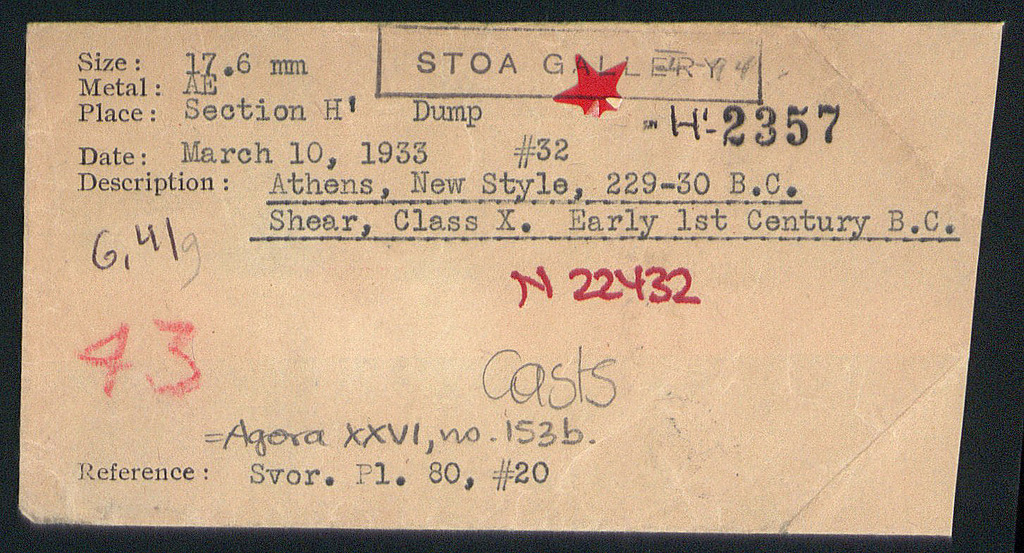 STOA GALLERY
Size: 17.6 mm
Metal: AE
Place: Section H' Dump
H'-2357
Date: March 10, 1933 #32
Description: Athens, New Style, 229-30 B.C.
Shear, Class X. Early 1st Century B.C.
6,41g
N 22432
43
Casts
=Agora XXVI, no. 153b.
Reference: Svor. Pl. 80, #20